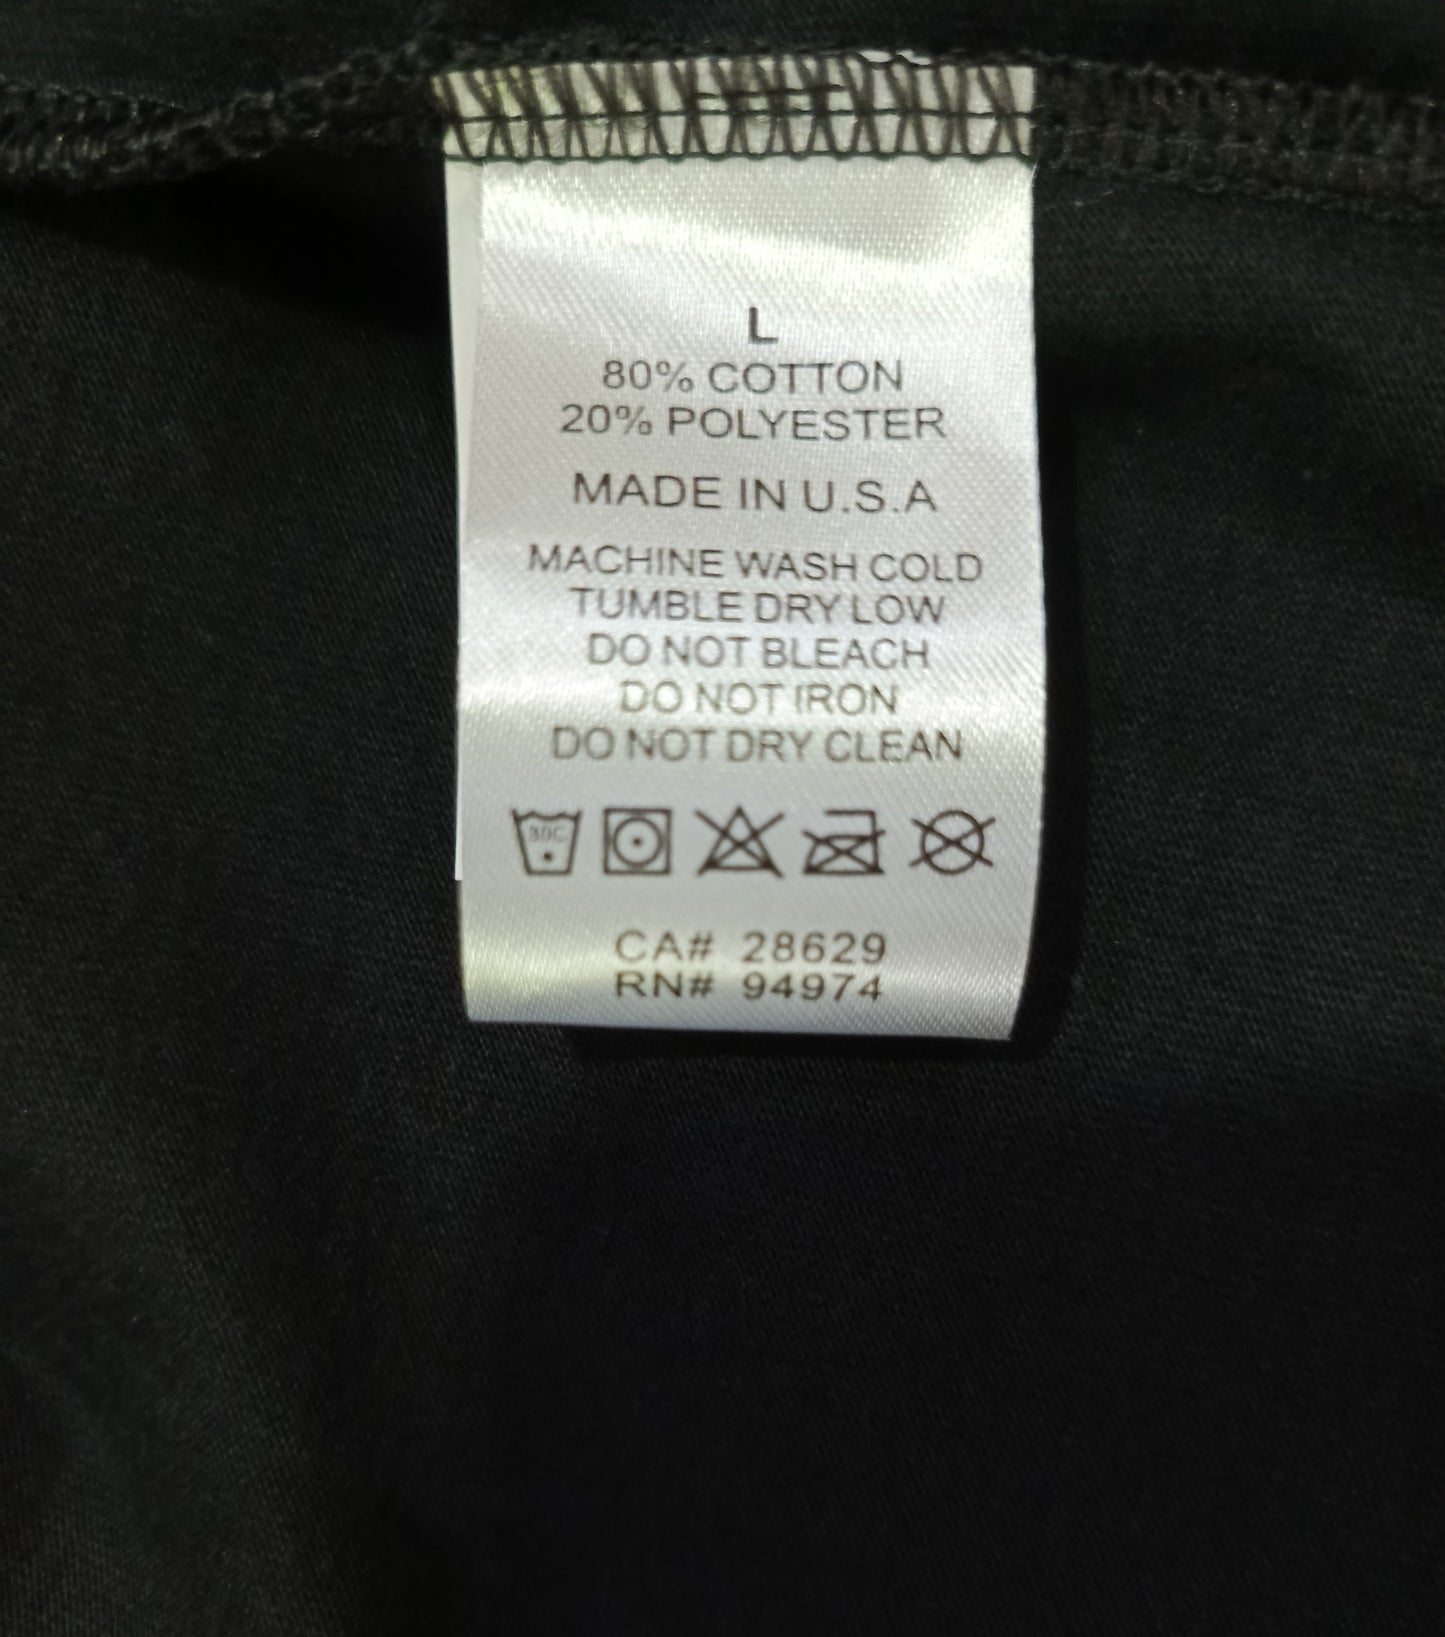 L
80% COTTON
20% POLYESTER
MADE IN U.S.A
MACHINE WASH COLD
TUMBLE DRY LOW
DO NOT BLEACH
DO NOT IRON
DO NOT DRY CLEAN
30C
CA# 28629
RN# 94974